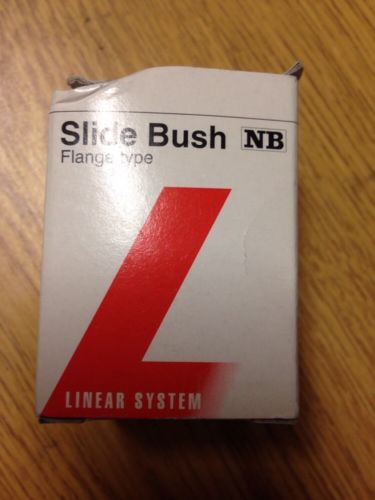 Slide Bush NB
Flange type
LINEAR SYSTEM